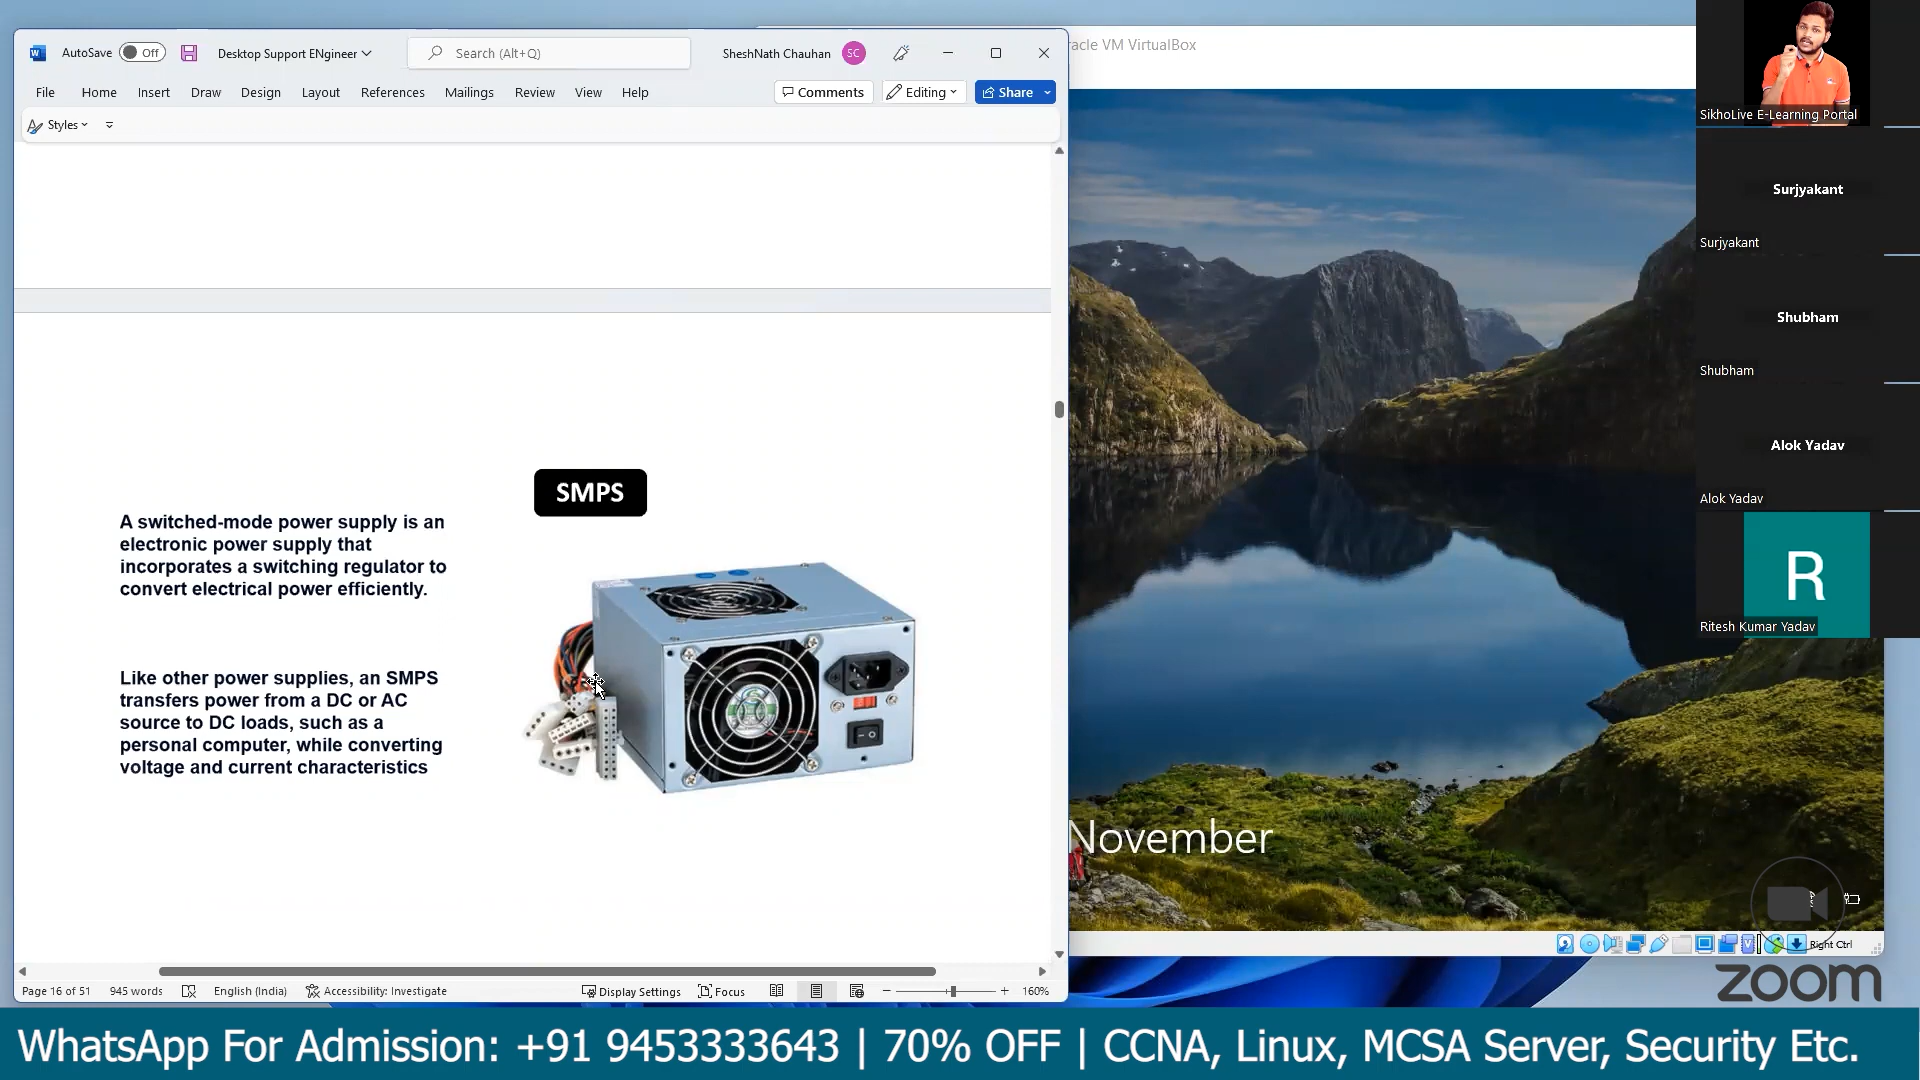 AutoSave
Off
Desktop Support ENgineer
Search (Alt+Q)
SheshNath Chauhan
SC
File
Home
Insert
Draw
Design
Layout
References
Mailings
Review
View
Help
Comments
Editing
Share
Styles
SMPS
A switched-mode power supply is an
electronic power supply that
incorporates a switching regulator to
convert electrical power efficiently.
Like other power supplies, an SMPS
transfers power from a DC or AC
source to DC loads, such as a
personal computer, while converting
voltage and current characteristics
Page 16 of 51
945 words
English (India)
Accessibility: Investigate
Display Settings
Focus
160%
VM VirtualBox
November
Right Ctrl
SikhoLive E-Learning Portal
Surjyakant
Surjyakant
Shubham
Shubham
Alok Yadav
Alok Yadav
R
Ritesh Kumar Yadav
zoom
WhatsApp For Admission: +91 9453333643 | 70% OFF | CCNA, Linux, MCSA Server, Security Etc.